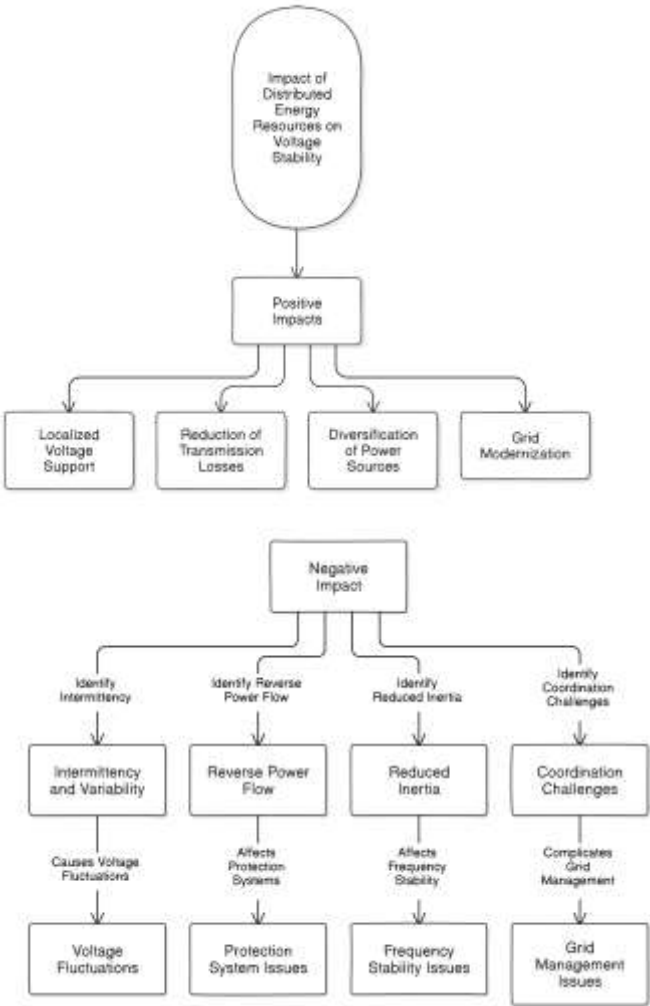 Impact of
Distributed
Energy
Resources on
Voltage
Stability
Positive
Impacts
Localized
Voltage
Support
Reduction of
Transmission
Losses
Diversification
of Power
Sources
Grid
Modernization
Negative
Impact
Identify
Intermittency
Identify Reverse
Power Flow
Identify
Reduced Inertia
Identify
Coordination
Challenges
Intermittency
and Variability
Reverse Power
Flow
Reduced
Inertia
Coordination
Challenges
Causes Voltage
Fluctuations
Affects
Protection
Systems
Affects
Frequency
Stability
Complicates
Grid
Management
Voltage
Fluctuations
Protection
System Issues
Frequency
Stability Issues
Grid
Management
Issues